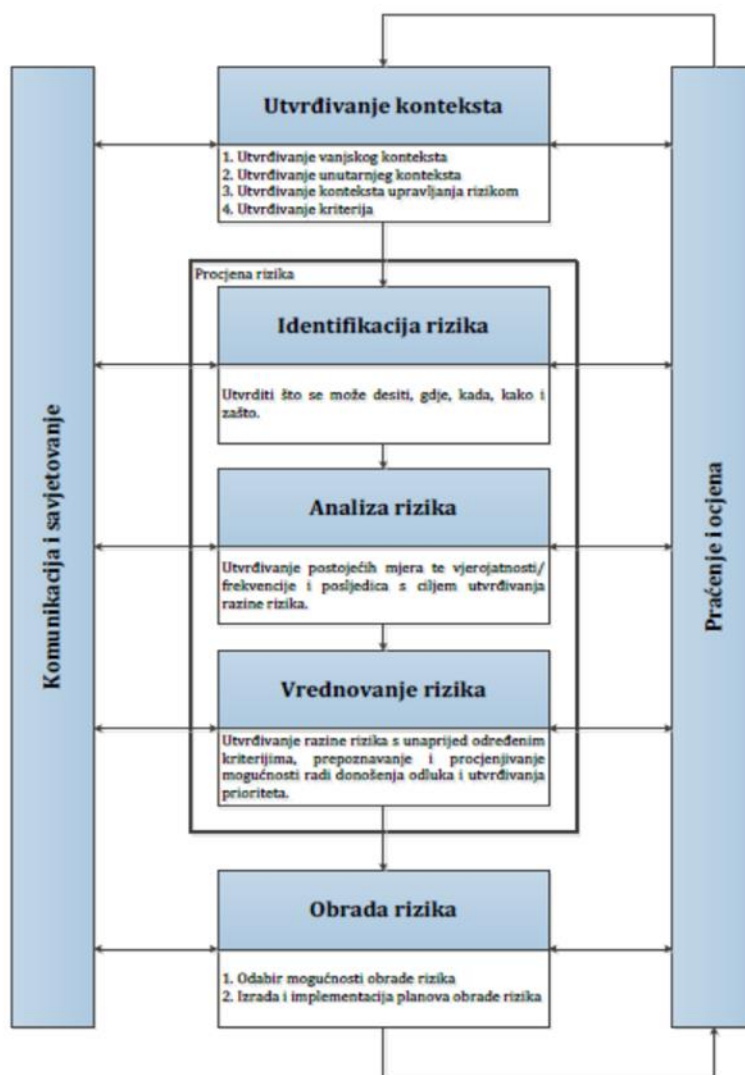 Utvrđivanje konteksta
1. Utvrđivanje vanjskog konteksta
2. Utvrđivanje unutarnjeg konteksta
3. Utvrđivanje konteksta upravljanja rizikom
4. Utvrđivanje kriterija
Procjena rizika
Identifikacija rizika
Utvrditi što se može desiti, gdje, kada, kako i
zašto.
Analiza rizika
Utvrđivanje postojećih mjera te vjerojatnosti/
frekvencije i posljedica s ciljem utvrđivanja
razine rizika.
Vrednovanje rizika
Utvrđivanje razine rizika s unaprijed određenim
kriterijima, prepoznavanje i procjenjivanje
mogućnosti radi donošenja odluka i utvrđivanja
prioriteta.
Obrada rizika
1. Odabir mogućnosti obrade rizika
2. Izrada i implementacija planova obrade rizika
Komunikacija i savjetovanje
Praćenje i ocjena